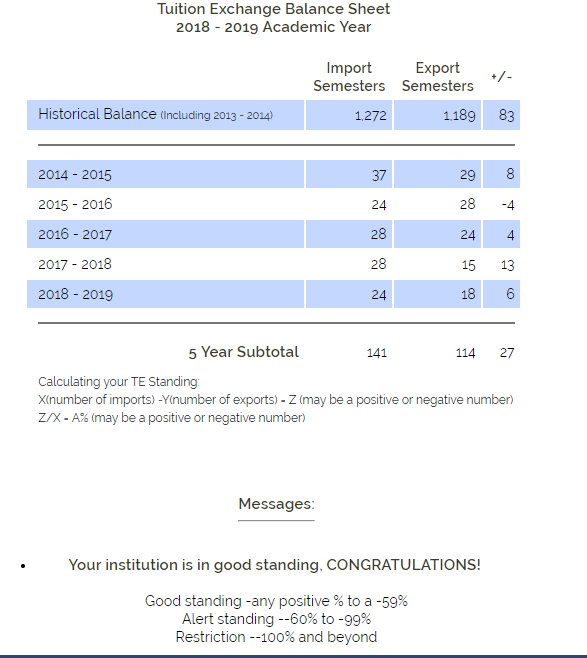 Tuition Exchange Balance Sheet
2018 - 2019 Academic Year
Import Semesters Export Semesters +/-
Historical Balance (Including 2013 - 2014) 1,272 1,189 83
2014 - 2015 37 29 8
2015 - 2016 24 28 -4
2016 - 2017 28 24 4
2017 - 2018 28 15 13
2018 - 2019 24 18 6
5 Year Subtotal 141 114 27
Calculating your TE Standing:
X(number of imports) -Y(number of exports) = Z (may be a positive or negative number)
Z/X = A% (may be a positive or negative number)
Messages:
• Your institution is in good standing, CONGRATULATIONS!
Good standing -any positive % to a -59%
Alert standing --60% to -99%
Restriction --100% and beyond